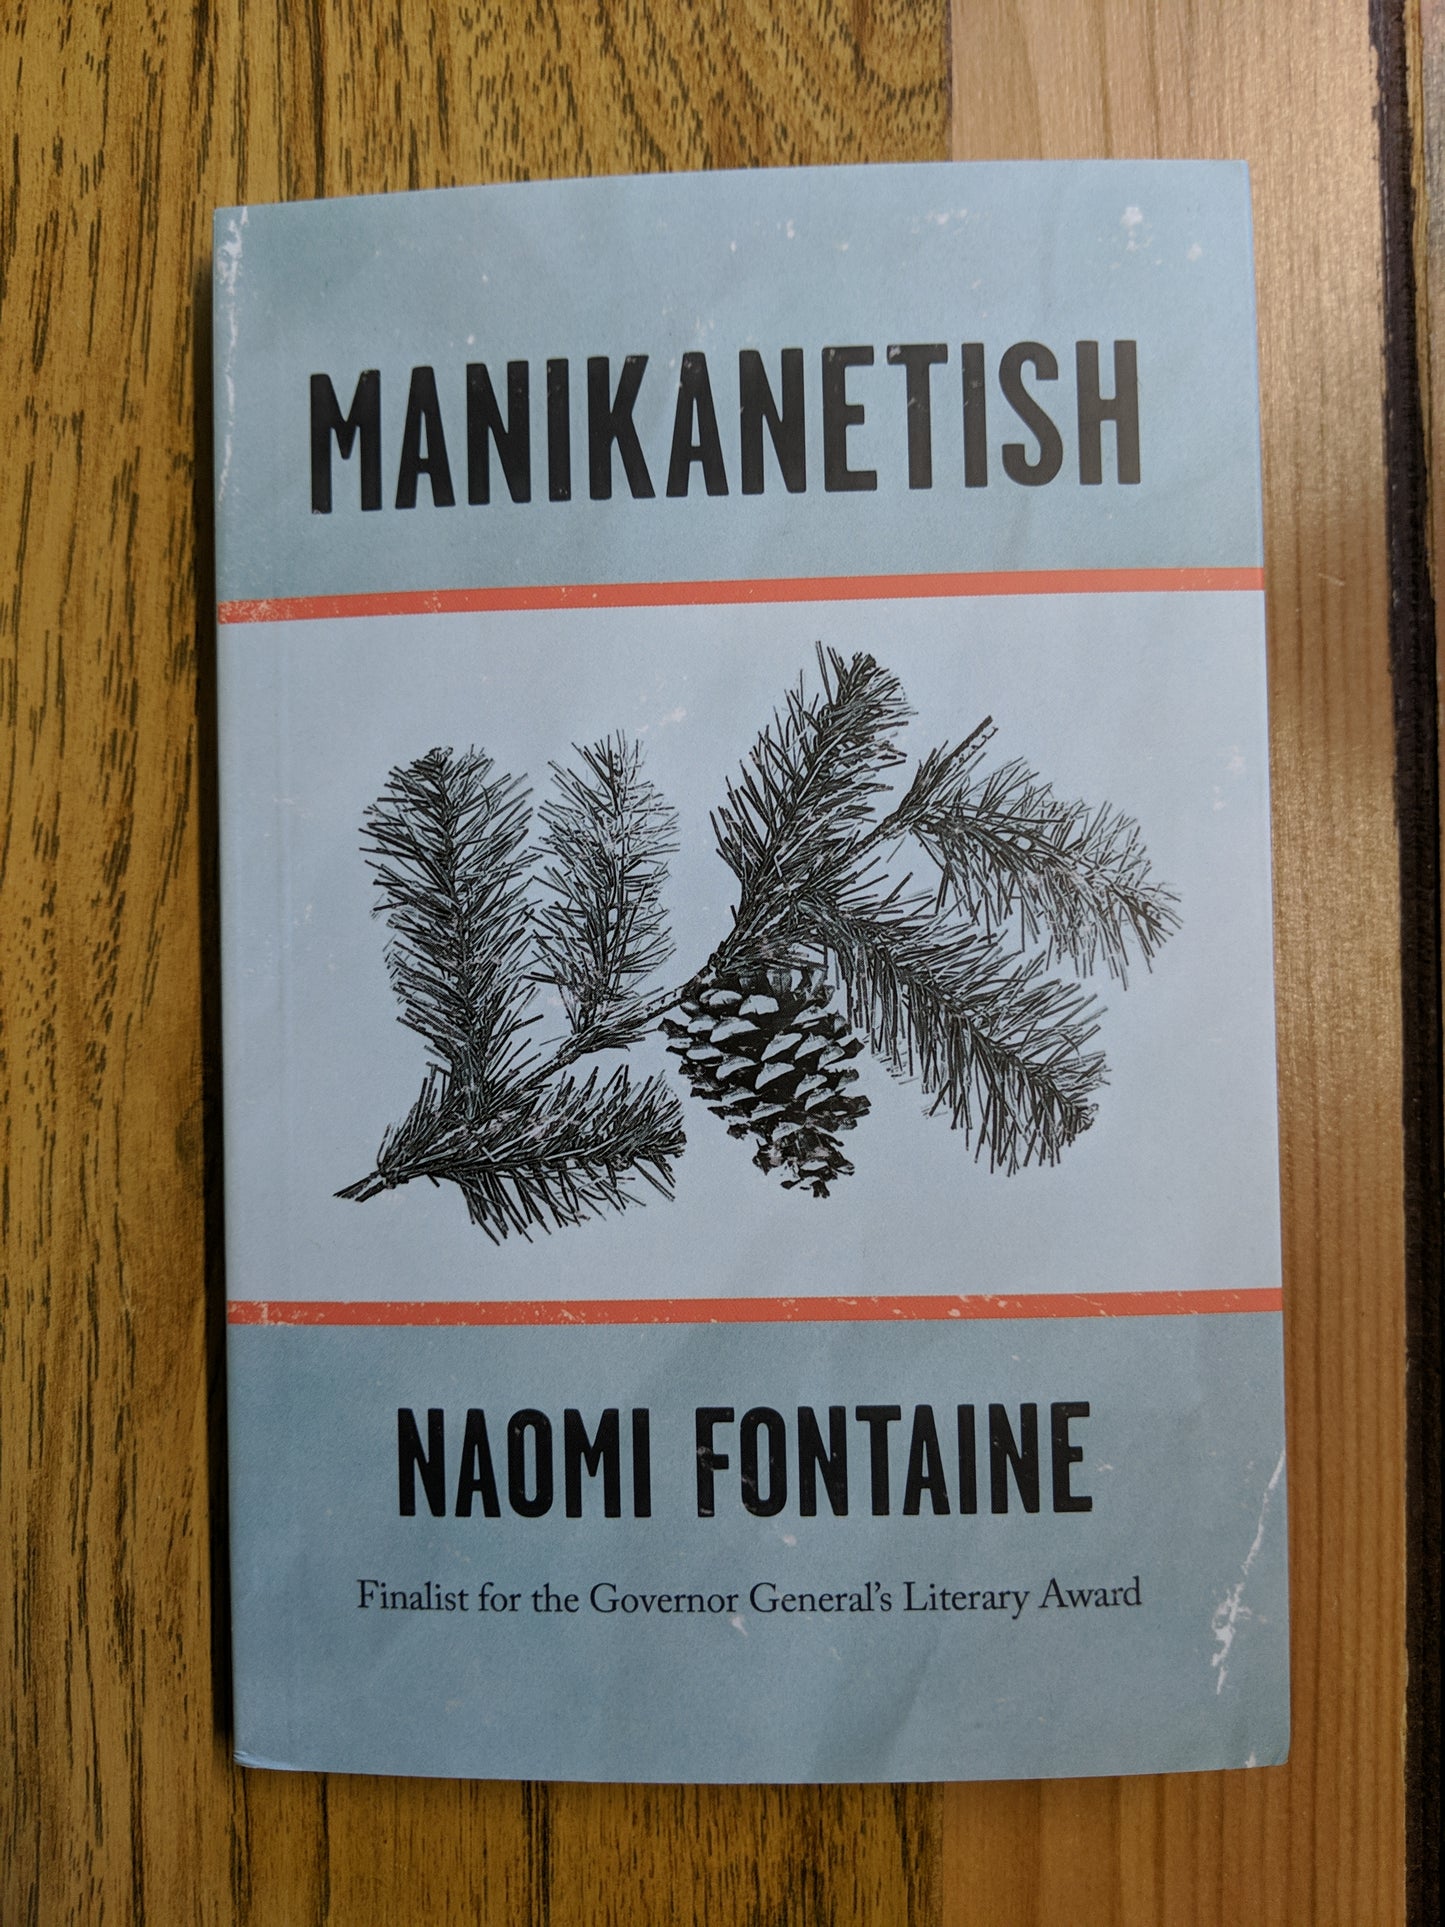 MANIKANETISH
NAOMI FONTAINE
Finalist for the Governor General's Literary Award